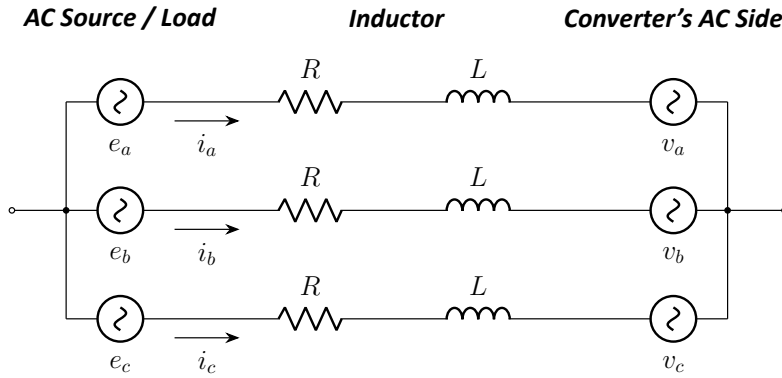 AC Source / Load Inductor Converter's AC Side
R L
e_a i_a v_a
R L
e_b i_b v_b
R L
e_c i_c v_c